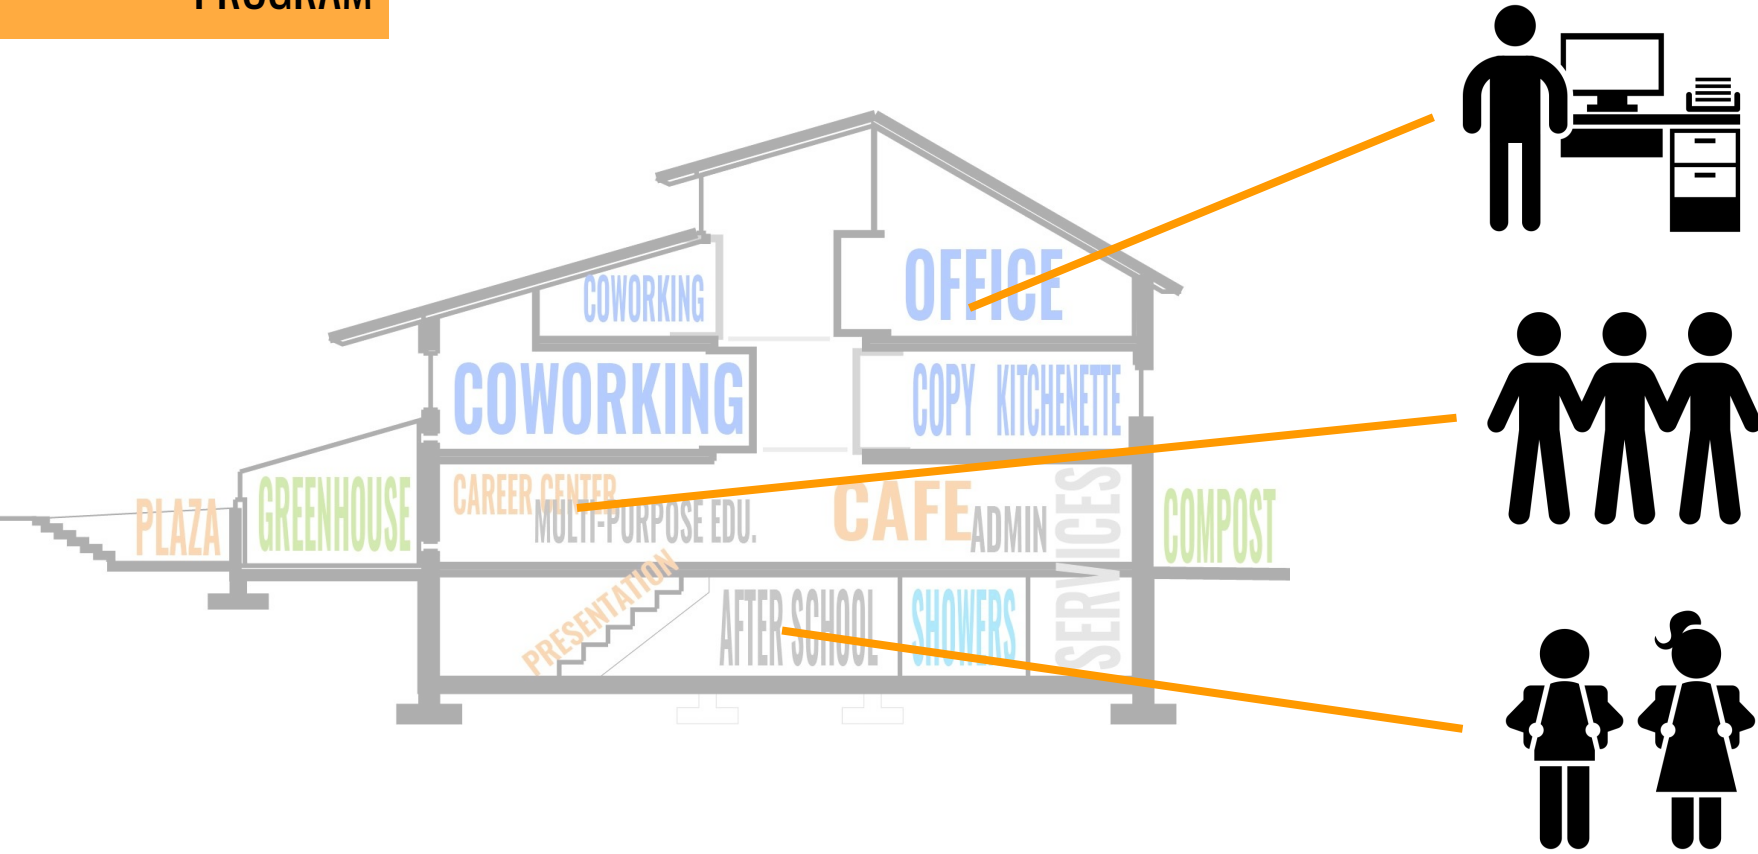 PROGRAM
OFFICE
COWORKING
COWORKING
COPY KITCHENETTE
CAREER CENTER
MULTI-PURPOSE EDU.
CAFE
ADMIN
SERVICES
PLAZA
GREENHOUSE
COMPOST
PRESENTATION
AFTER SCHOOL
SHOWERS